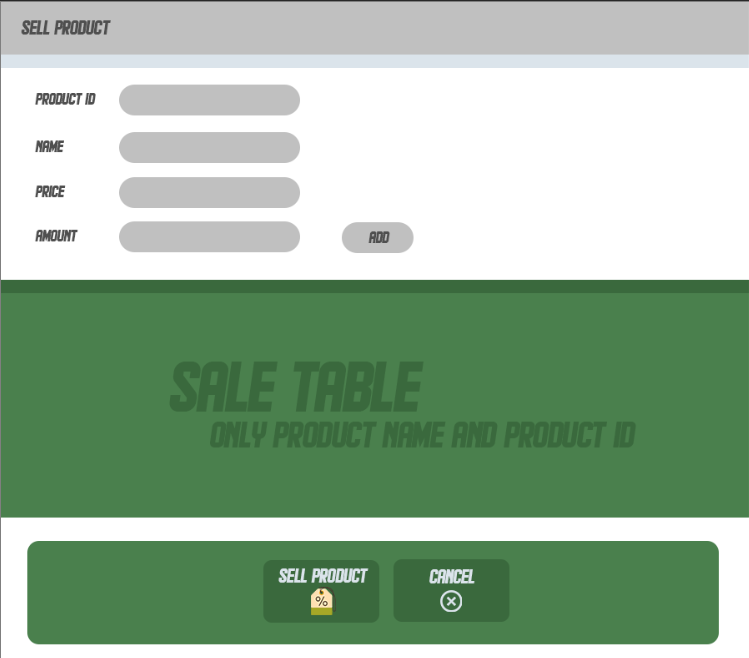 SELL PRODUCT
PRODUCT ID
NAME
PRICE
AMOUNT
ADD
SALE TABLE
ONLY PRODUCT NAME AND PRODUCT ID
SELL PRODUCT
CANCEL
%